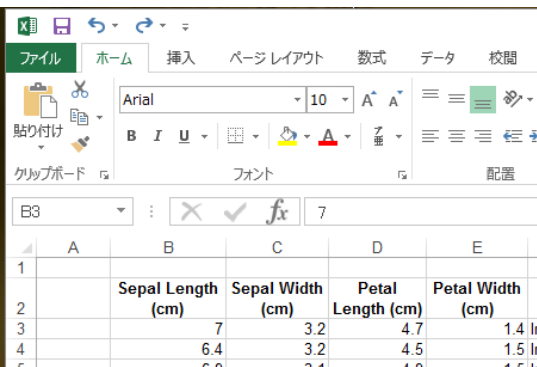 ファイル ホーム 挿入 ページ レイアウト 数式 データ 校閲
Arial 10 A A
貼り付け B I U A
クリップボード フォント 配置
B3 fx 7
A B C D E
1
2 Sepal Length (cm) Sepal Width (cm) Petal Length (cm) Petal Width (cm)
3 7 3.2 4.7 1.4
4 6.4 3.2 4.5 1.5